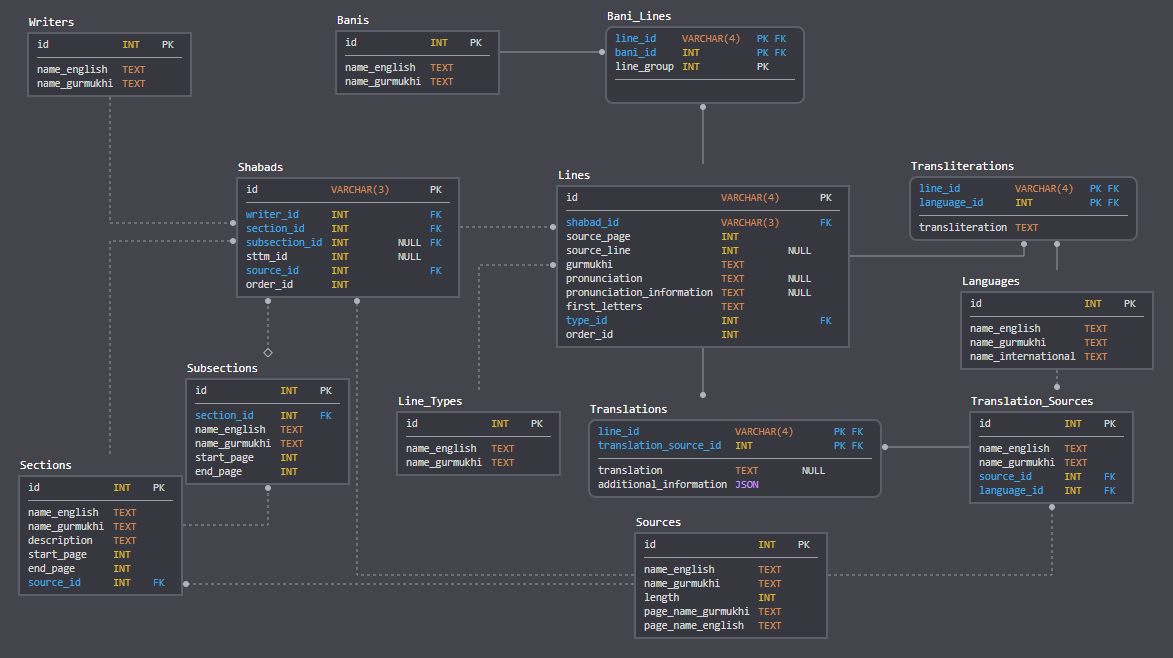 Writers
id INT PK
name_english TEXT
name_gurmukhi TEXT
Banis
id INT PK
name_english TEXT
name_gurmukhi TEXT
Bani_Lines
line_id VARCHAR(4) PK FK
bani_id INT PK FK
line_group INT PK
Shabads
id VARCHAR(3) PK
writer_id INT FK
section_id INT FK
subsection_id INT NULL FK
sttm_id INT NULL
source_id INT FK
order_id INT
Lines
id VARCHAR(4) PK
shabad_id VARCHAR(3) FK
source_page INT
source_line INT NULL
gurmukhi TEXT
pronunciation TEXT NULL
pronunciation_information TEXT NULL
first_letters TEXT
type_id INT FK
order_id INT
Transliterations
line_id VARCHAR(4) PK FK
language_id INT PK FK
transliteration TEXT
Languages
id INT PK
name_english TEXT
name_gurmukhi TEXT
name_international TEXT
Subsections
id INT PK
section_id INT FK
name_english TEXT
name_gurmukhi TEXT
start_page INT
end_page INT
Line_Types
id INT PK
name_english TEXT
name_gurmukhi TEXT
Translations
line_id VARCHAR(4) PK FK
translation_source_id INT PK FK
translation TEXT NULL
additional_information JSON
Translation_Sources
id INT PK
name_english TEXT
name_gurmukhi TEXT
source_id INT FK
language_id INT FK
Sections
id INT PK
name_english TEXT
name_gurmukhi TEXT
description TEXT
start_page INT
end_page INT
source_id INT FK
Sources
id INT PK
name_english TEXT
name_gurmukhi TEXT
length INT
page_name_gurmukhi TEXT
page_name_english TEXT